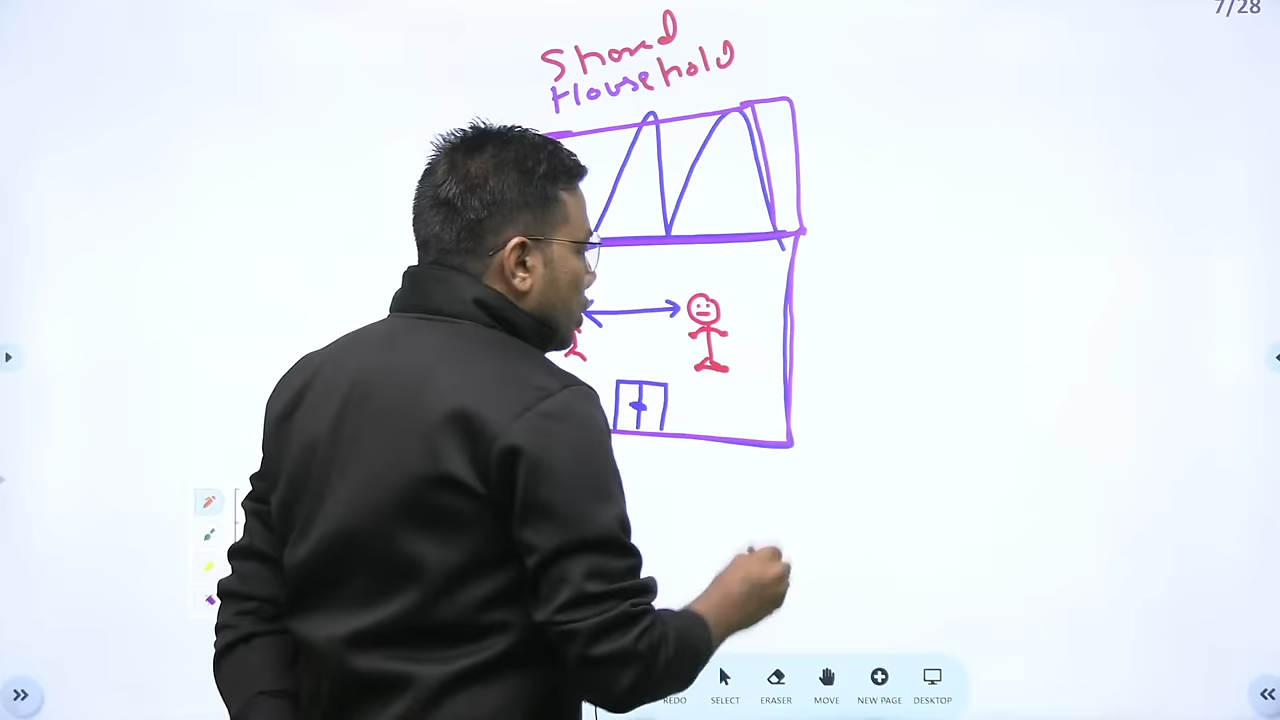 7/28
Shared
Household
REDO
SELECT
ERASER
MOVE
NEW PAGE
DESKTOP